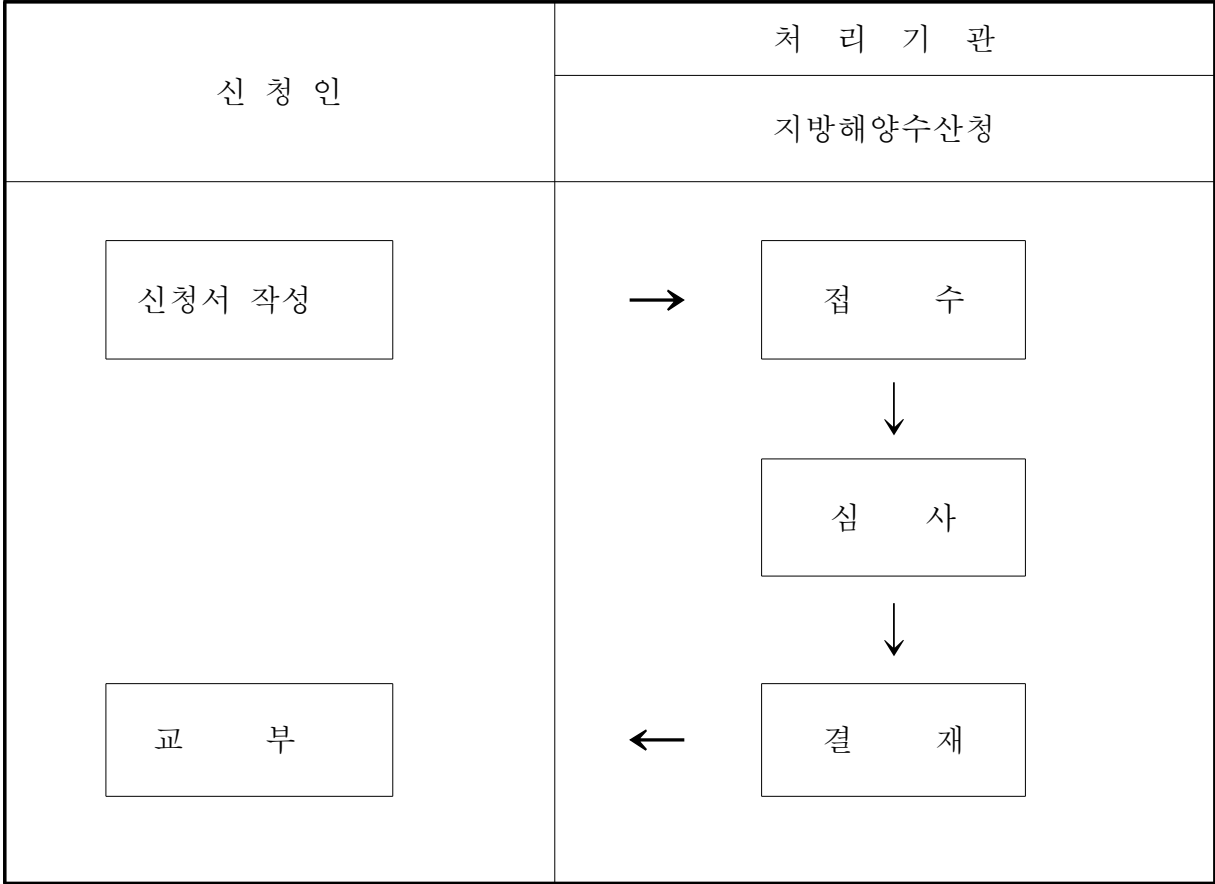 신 청 인
처 리 기 관
지방해양수산청
신청서 작성
→
접 수
↓
심 사
↓
결 재
←
교 부